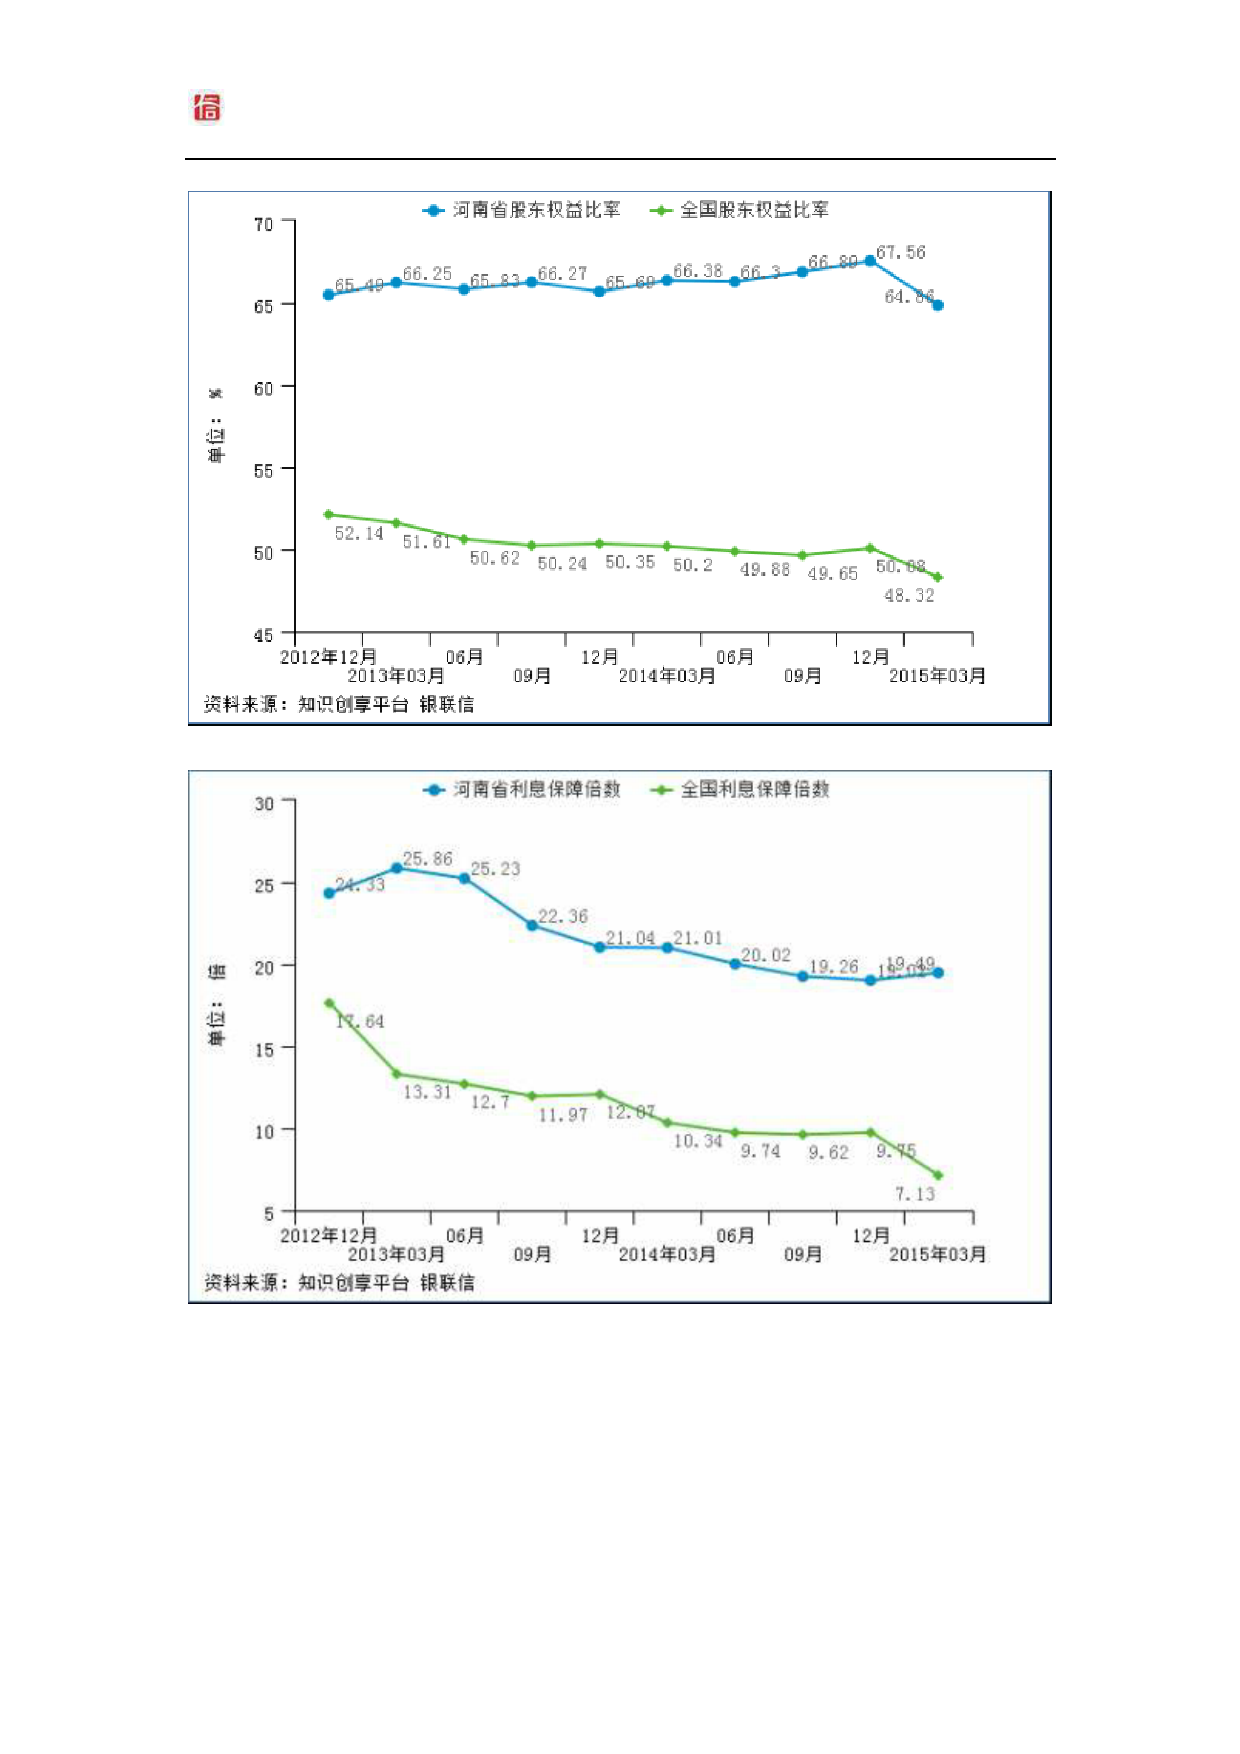 信
河南省股东权益比率 全国股东权益比率
70
65
60
55
50
45
单位: %
65.49 66.25 65.83 66.27 65.69 66.38 66.3 66.89 67.56 64.86
52.14 51.61 50.62 50.24 50.35 50.2 49.88 49.65 50.08 48.32
2012年12月 06月 12月 06月 12月
2013年03月 09月 2014年03月 09月 2015年03月
资料来源: 知识创享平台 银联信
河南省利息保障倍数 全国利息保障倍数
30
25
20
15
10
5
单位: 倍
24.33 25.86 25.23 22.36 21.04 21.01 20.02 19.26 19.02 19.49
17.64 13.31 12.7 11.97 12.07 10.34 9.74 9.62 9.75 7.13
2012年12月 06月 12月 06月 12月
2013年03月 09月 2014年03月 09月 2015年03月
资料来源: 知识创享平台 银联信